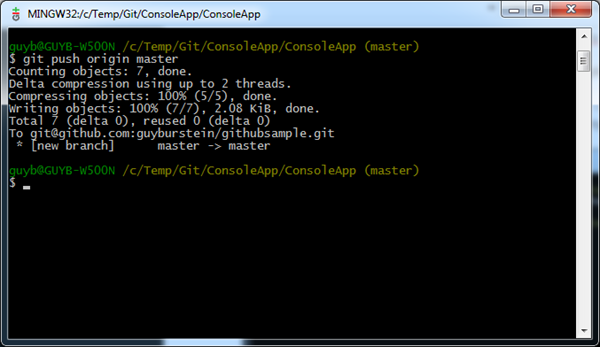 MINGW32:/c/Temp/Git/ConsoleApp/ConsoleApp
guyb@GUYB-W500N /c/Temp/Git/ConsoleApp/ConsoleApp (master)
$ git push origin master
Counting objects: 7, done.
Delta compression using up to 2 threads.
Compressing objects: 100% (5/5), done.
Writing objects: 100% (7/7), 2.08 KiB, done.
Total 7 (delta 0), reused 0 (delta 0)
To git@github.com:guyburstein/githubsample.git
 * [new branch]      master -> master
guyb@GUYB-W500N /c/Temp/Git/ConsoleApp/ConsoleApp (master)
$